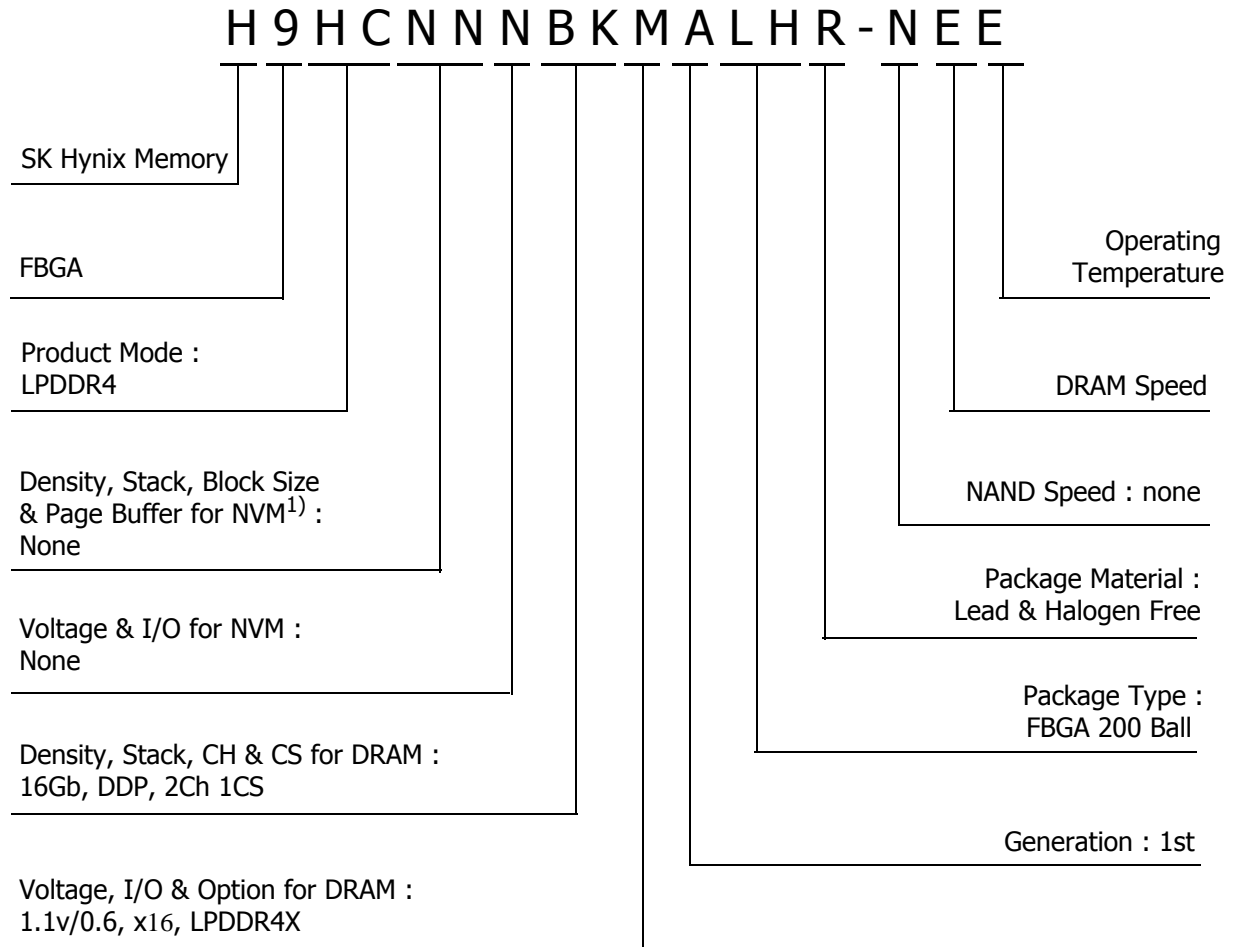 H9HCNNNBKMALHR-NEE
SK Hynix Memory
FBGA
Product Mode :
LPDDR4
Density, Stack, Block Size
& Page Buffer for NVM1) :
None
Voltage & I/O for NVM :
None
Density, Stack, CH & CS for DRAM :
16Gb, DDP, 2Ch 1CS
Voltage, I/O & Option for DRAM :
1.1v/0.6, x16, LPDDR4X
Operating
Temperature
DRAM Speed
NAND Speed : none
Package Material :
Lead & Halogen Free
Package Type :
FBGA 200 Ball
Generation : 1st